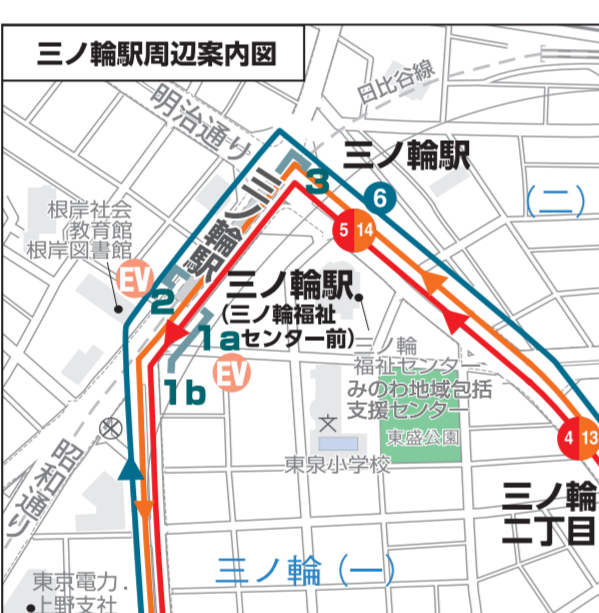 三ノ輪駅周辺案内図
日比谷線
明治通り
三ノ輪駅
3
6
(二)
根岸社会
教育館
根岸図書館
三ノ輪駅
5 14
EV
2
三ノ輪駅
(三ノ輪福祉
センター前)
1a
1b
EV
三ノ輪
福祉センター
みのわ地域包括
支援センター
文
東盛公園
4 13
東泉小学校
昭和通り
三ノ輪
二丁目
三ノ輪(一)
東京電力
上野支社